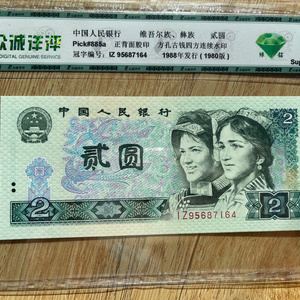 众诚评评
DIGITAL GENUINE SERVICE
中国人民银行 维吾尔族、彝族 贰圆
Pick#885a 正背面胶印 方孔古钱四方连续水印
冠字编号: IZ 95687164 1988年发行(1980版)
中国人民银行
贰圆
2
2
IZ95687164